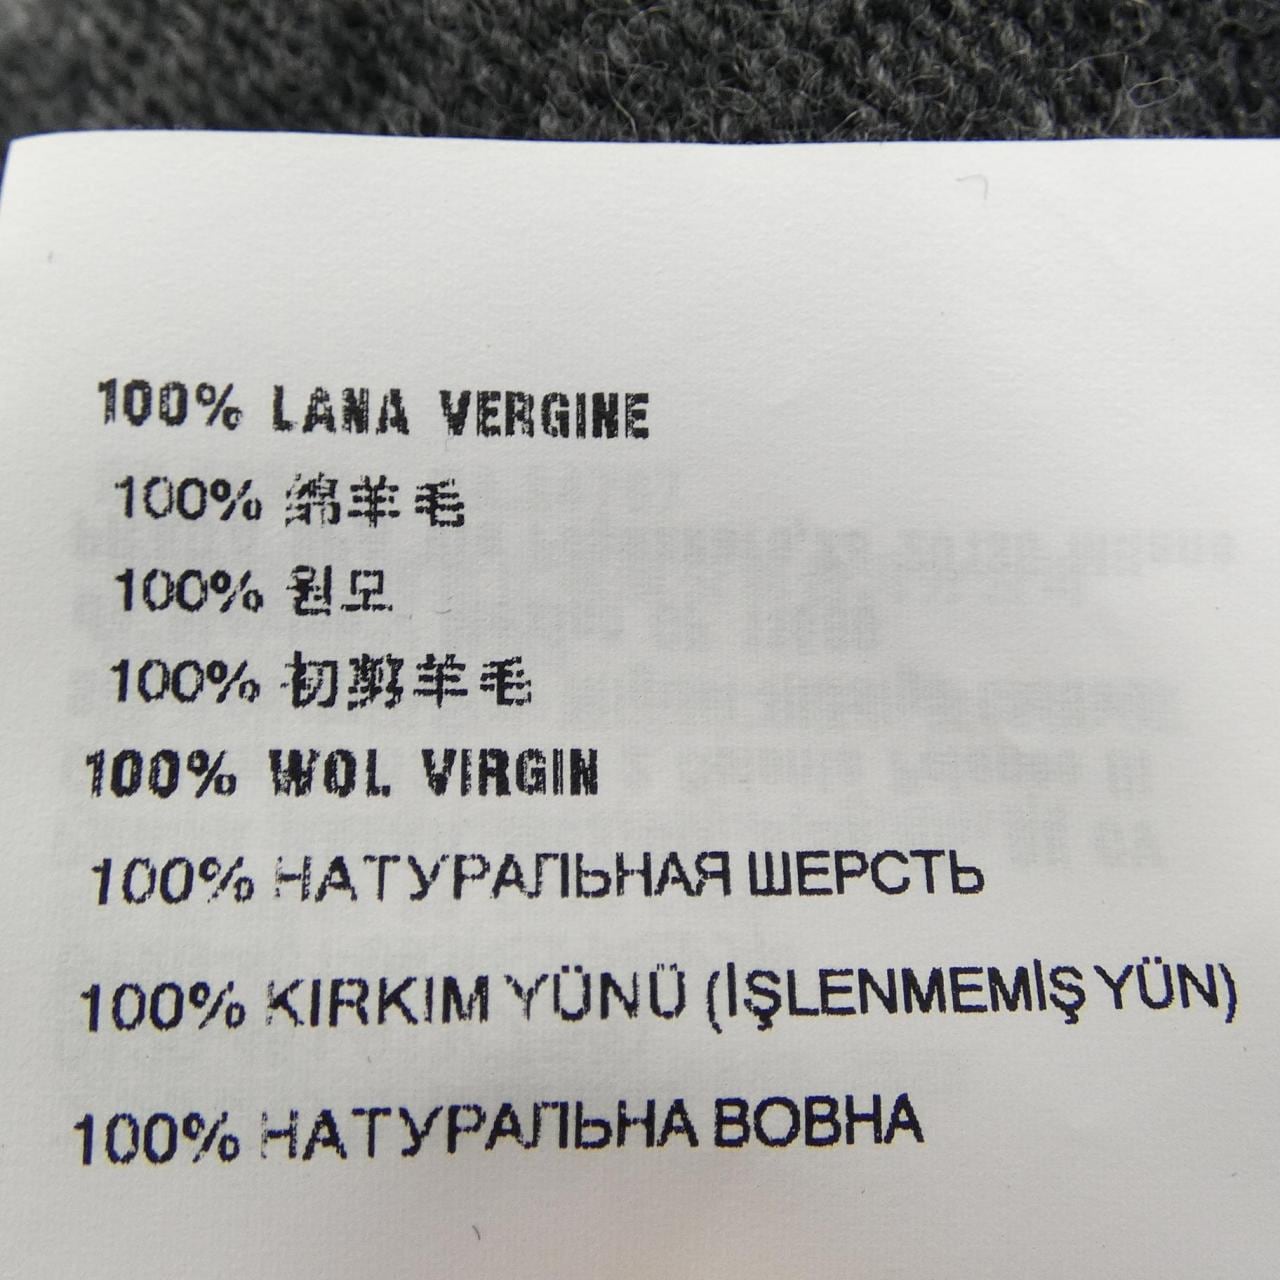 100% LANA VERGINE
100% 绵羊毛
100% 원모
100% 初剪羊毛
100% WOL VIRGIN
100% НАТУРАЛЬНАЯ ШЕРСТЬ
100% KIRKIM YÜNÜ (İŞLENMEMİŞ YÜN)
100% НАТУРАЛЬНА ВОВНА